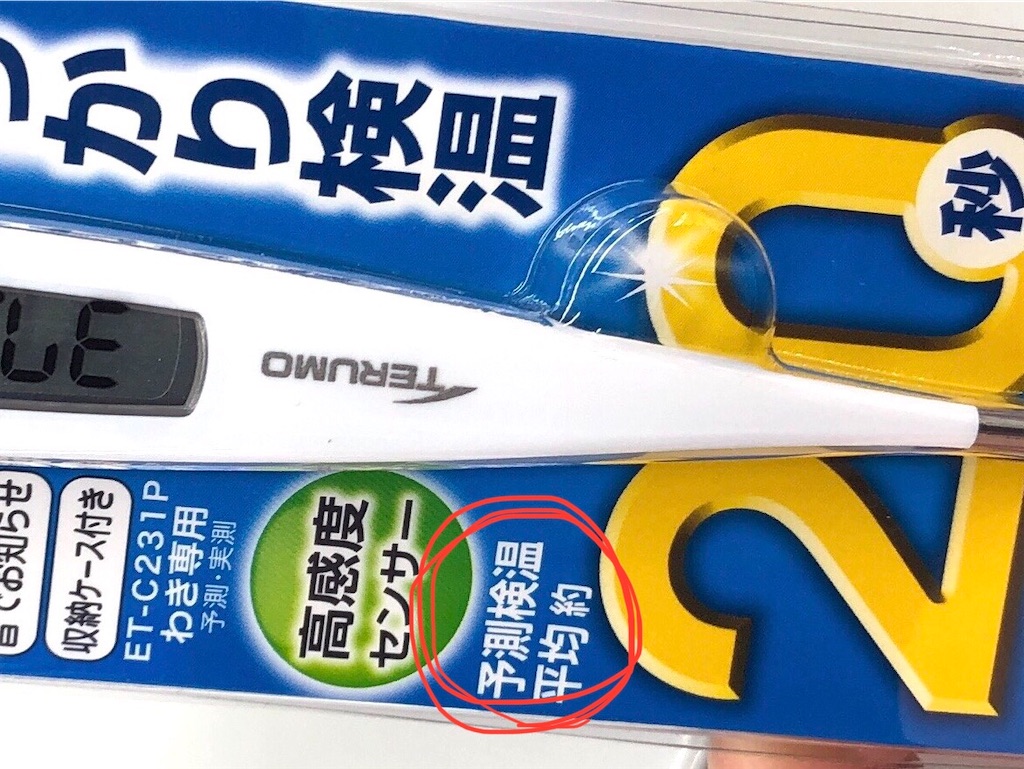 かり検温
20秒
TERUMO
予測検温
平均 約
高感度
センサー
ET-C231P
わき専用
予測・実測
収納ケース付き
でお知らせ